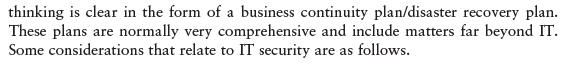 thinking is clear in the form of a business continuity plan/disaster recovery plan.
These plans are normally very comprehensive and include matters far beyond IT.
Some considerations that relate to IT security are as follows.